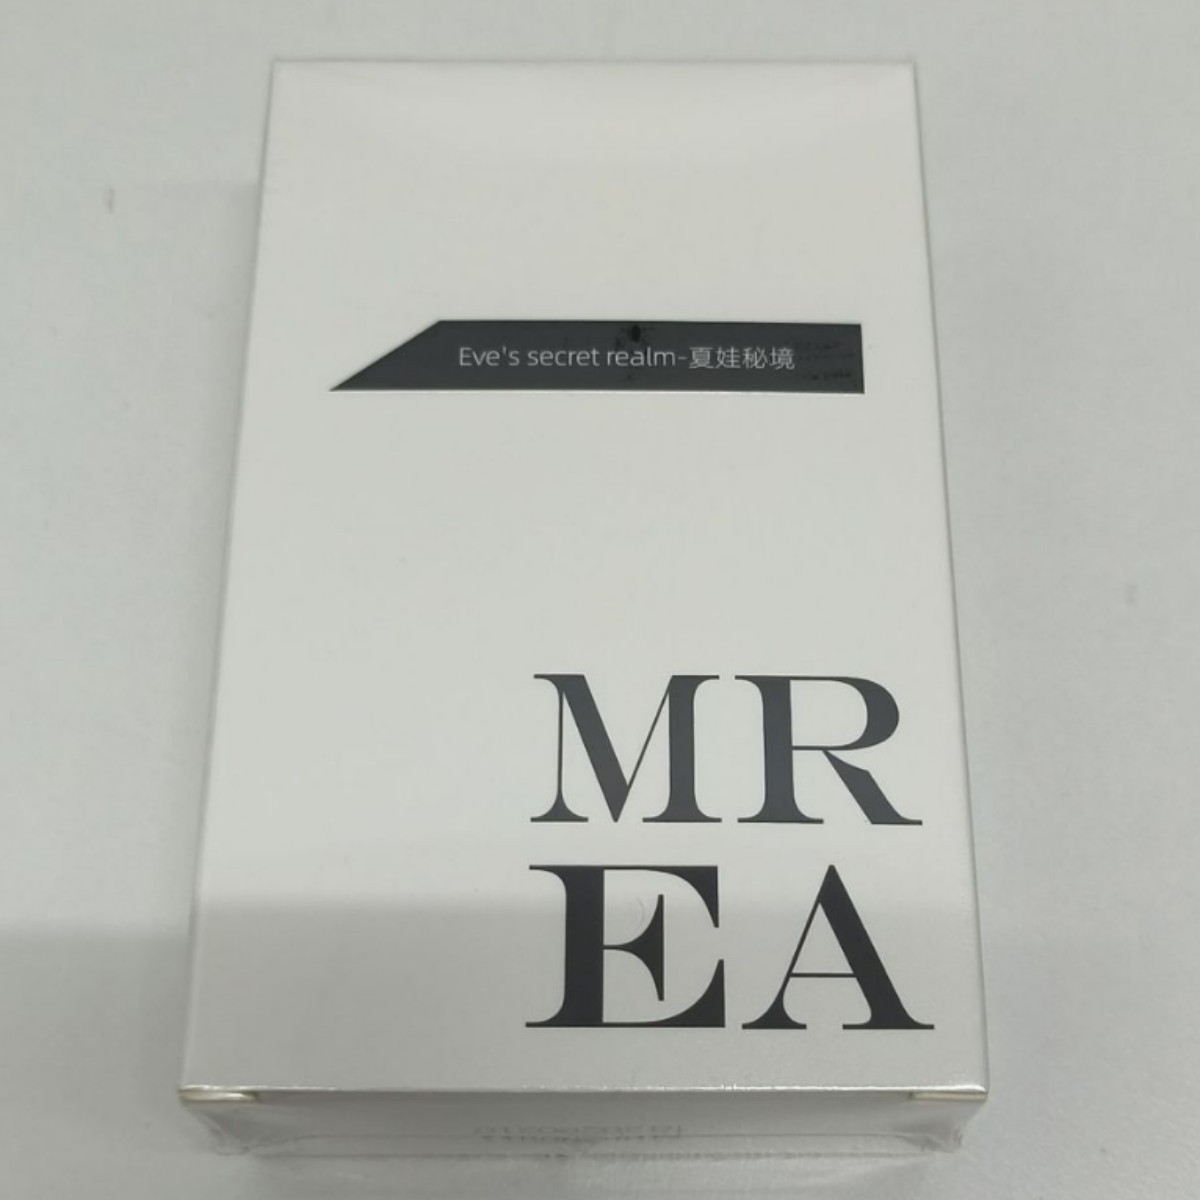 Eve's secret realm-夏娃秘境
MR
EA